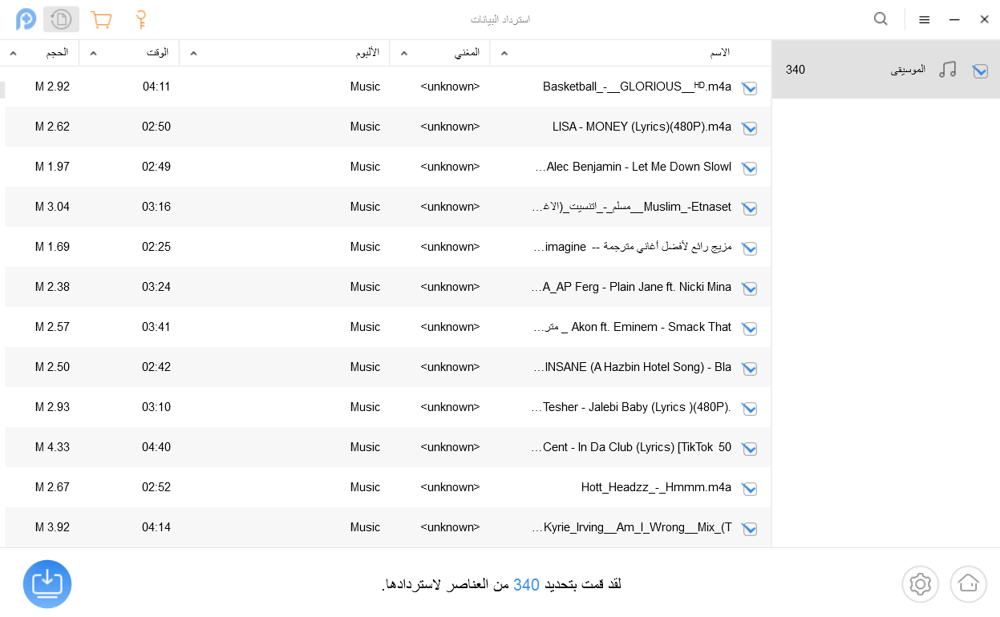 استرداد البيانات
الموسيقى 340
الاسم المغني الألبوم الوقت الحجم
Basketball_-__GLORIOUS__ᴴᴰ.m4a <unknown> Music 04:11 2.92 M
LISA - MONEY (Lyrics)(480P).m4a <unknown> Music 02:50 2.62 M
Alec Benjamin - Let Me Down Slowl... <unknown> Music 02:49 1.97 M
Muslim_-Etnaset__مسلم_-_اتنسيت_(الاغ... <unknown> Music 03:16 3.04 M
مزيج رائع لأفضل أغاني مترجمة -- imagine... <unknown> Music 02:25 1.69 M
A_AP Ferg - Plain Jane ft. Nicki Mina... <unknown> Music 03:24 2.38 M
Akon ft. Eminem - Smack That _ متر... <unknown> Music 03:41 2.57 M
INSANE (A Hazbin Hotel Song) - Bla... <unknown> Music 02:42 2.50 M
Tesher - Jalebi Baby (Lyrics )(480P).... <unknown> Music 03:10 2.93 M
50 Cent - In Da Club (Lyrics) [TikTok... <unknown> Music 04:40 4.33 M
Hott_Headzz_-_Hmmm.m4a <unknown> Music 02:52 2.67 M
Kyrie_Irving__Am_I_Wrong__Mix_(T... <unknown> Music 04:14 3.92 M
لقد قمت بتحديد 340 من العناصر لاستردادها.